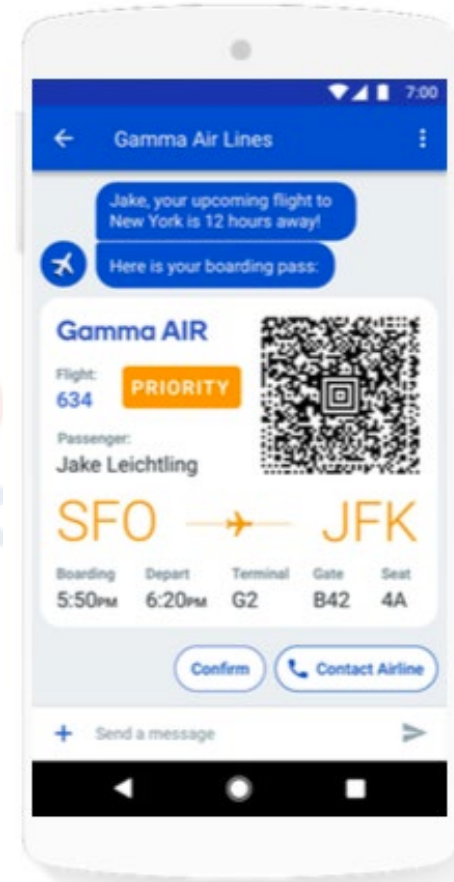 7:00
Gamma Air Lines
Jake, your upcoming flight to
New York is 12 hours away!
Here is your boarding pass:
Gamma AIR
Flight:
634
PRIORITY
Passenger:
Jake Leichtling
SFO JFK
Boarding Depart Terminal Gate Seat
5:50PM 6:20PM G2 B42 4A
Confirm Contact Airline
+ Send a message